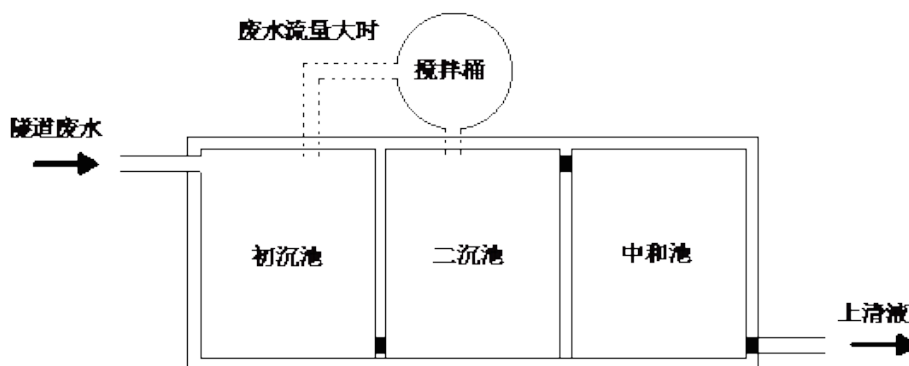 废水流量大时
搅拌桶
隧道废水
初沉池
二沉池
中和池
上清液